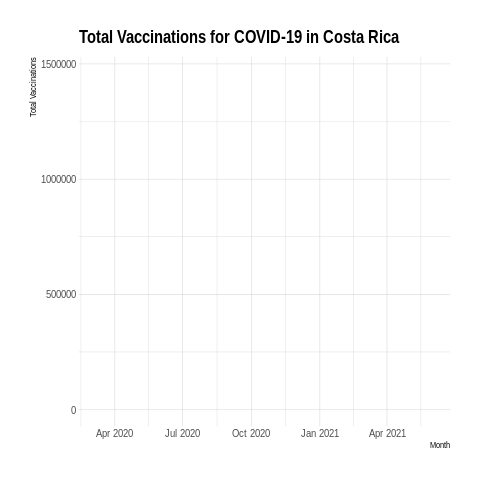 Total Vaccinations for COVID-19 in Costa Rica
Total Vaccinations
1500000
1000000
500000
0
Apr 2020 Jul 2020 Oct 2020 Jan 2021 Apr 2021
Month